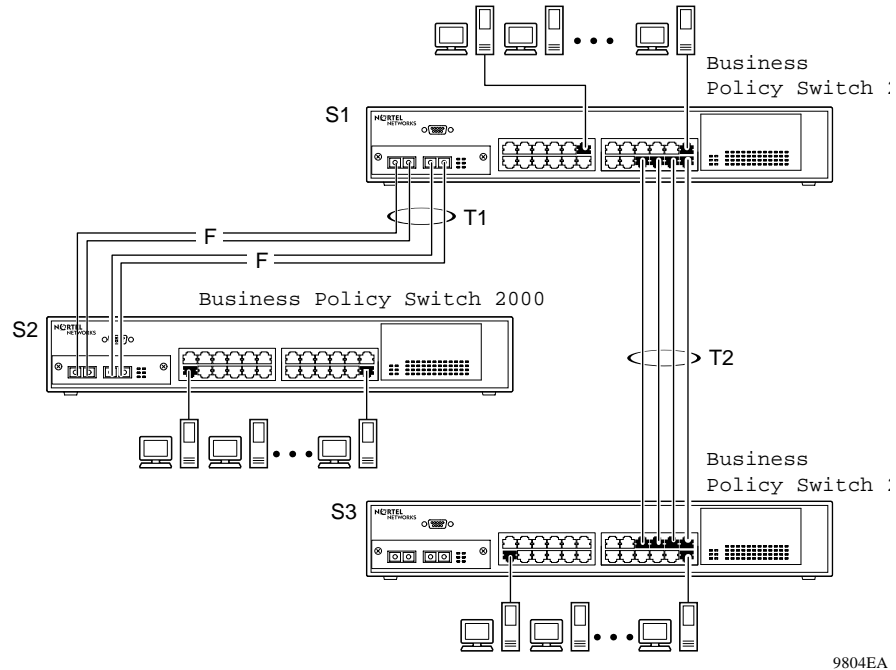 Business
Policy Switch 2
S1
NORTEL
NETWORKS
T1
F
F
Business Policy Switch 2000
S2
NORTEL
NETWORKS
T2
Business
Policy Switch 2
S3
NORTEL
NETWORKS
9804EA